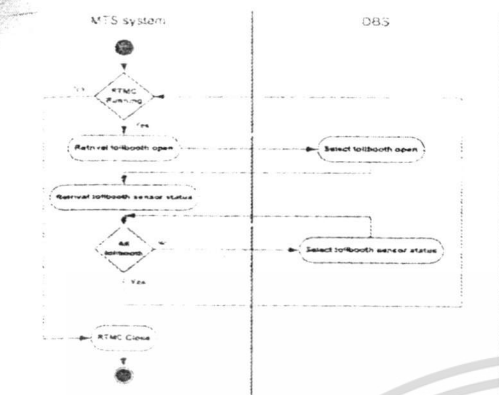 MTS system
DBS
RTMC
Running
Yes
Retrival tollbooth open
Select tollbooth open
Retrival tollbooth sensor status
All
tollbooth
No
Select tollbooth sensor status
Yes
RTMC Close